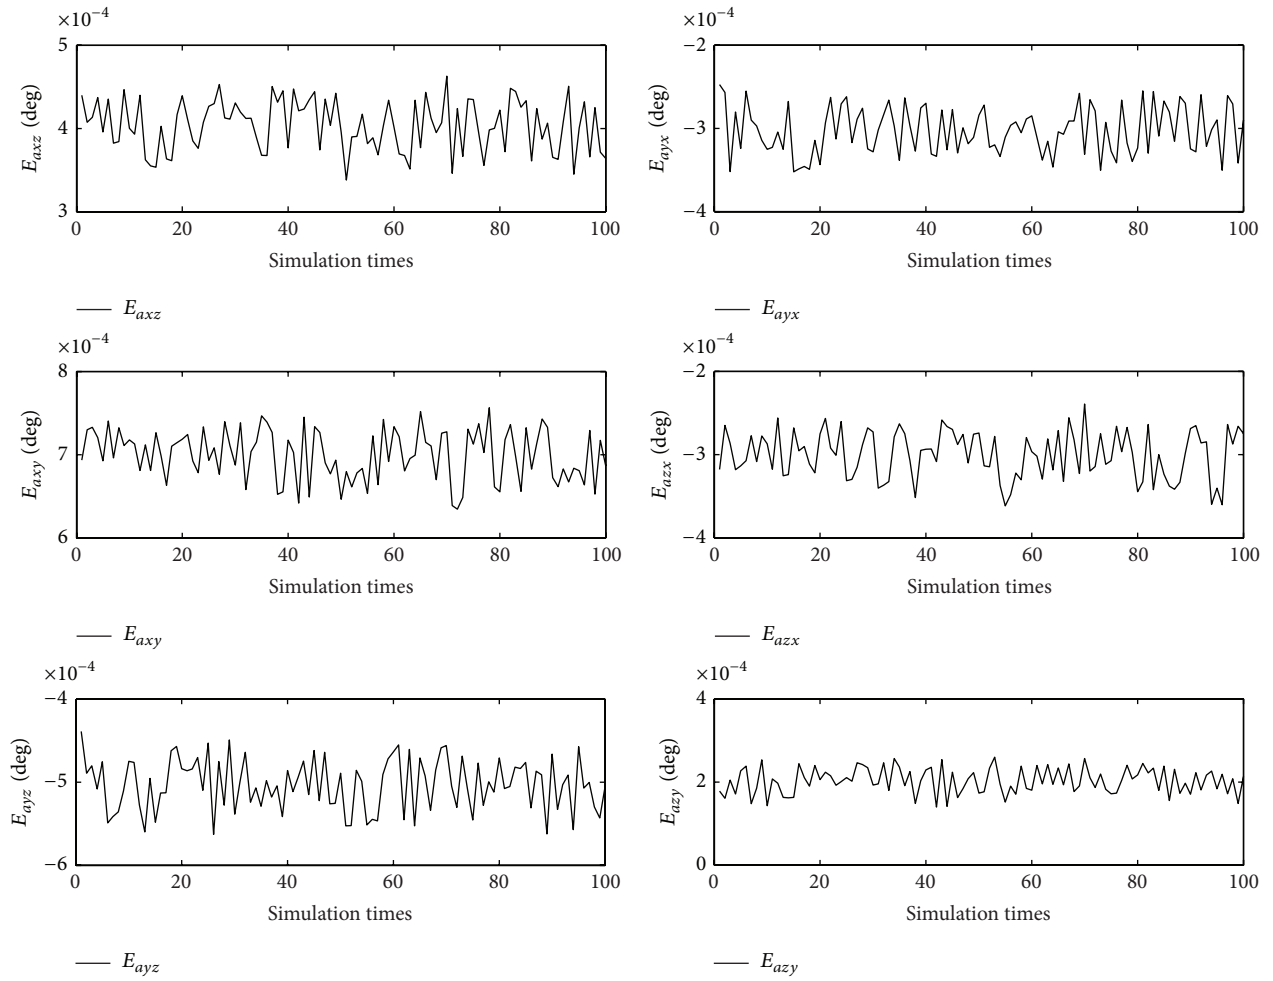 ×10⁻⁴ ×10⁻⁴
5 −2
4 −3
3 −4
E_axz (deg) E_ayx (deg)
0 20 40 60 80 100 0 20 40 60 80 100
Simulation times Simulation times
E_axz E_ayx
×10⁻⁴ ×10⁻⁴
8 −2
7 −3
6 −4
E_axy (deg) E_azx (deg)
0 20 40 60 80 100 0 20 40 60 80 100
Simulation times Simulation times
E_axy E_azx
×10⁻⁴ ×10⁻⁴
−4 4
−5 2
−6 0
E_ayz (deg) E_azy (deg)
0 20 40 60 80 100 0 20 40 60 80 100
Simulation times Simulation times
E_ayz E_azy